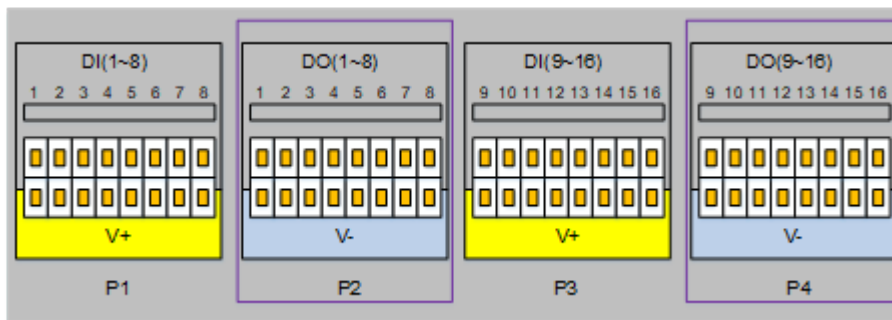 DI(1~8) DO(1~8) DI(9~16) DO(9~16)
1 2 3 4 5 6 7 8 1 2 3 4 5 6 7 8 9 10 11 12 13 14 15 16 9 10 11 12 13 14 15 16
V+ V- V+ V-
P1 P2 P3 P4